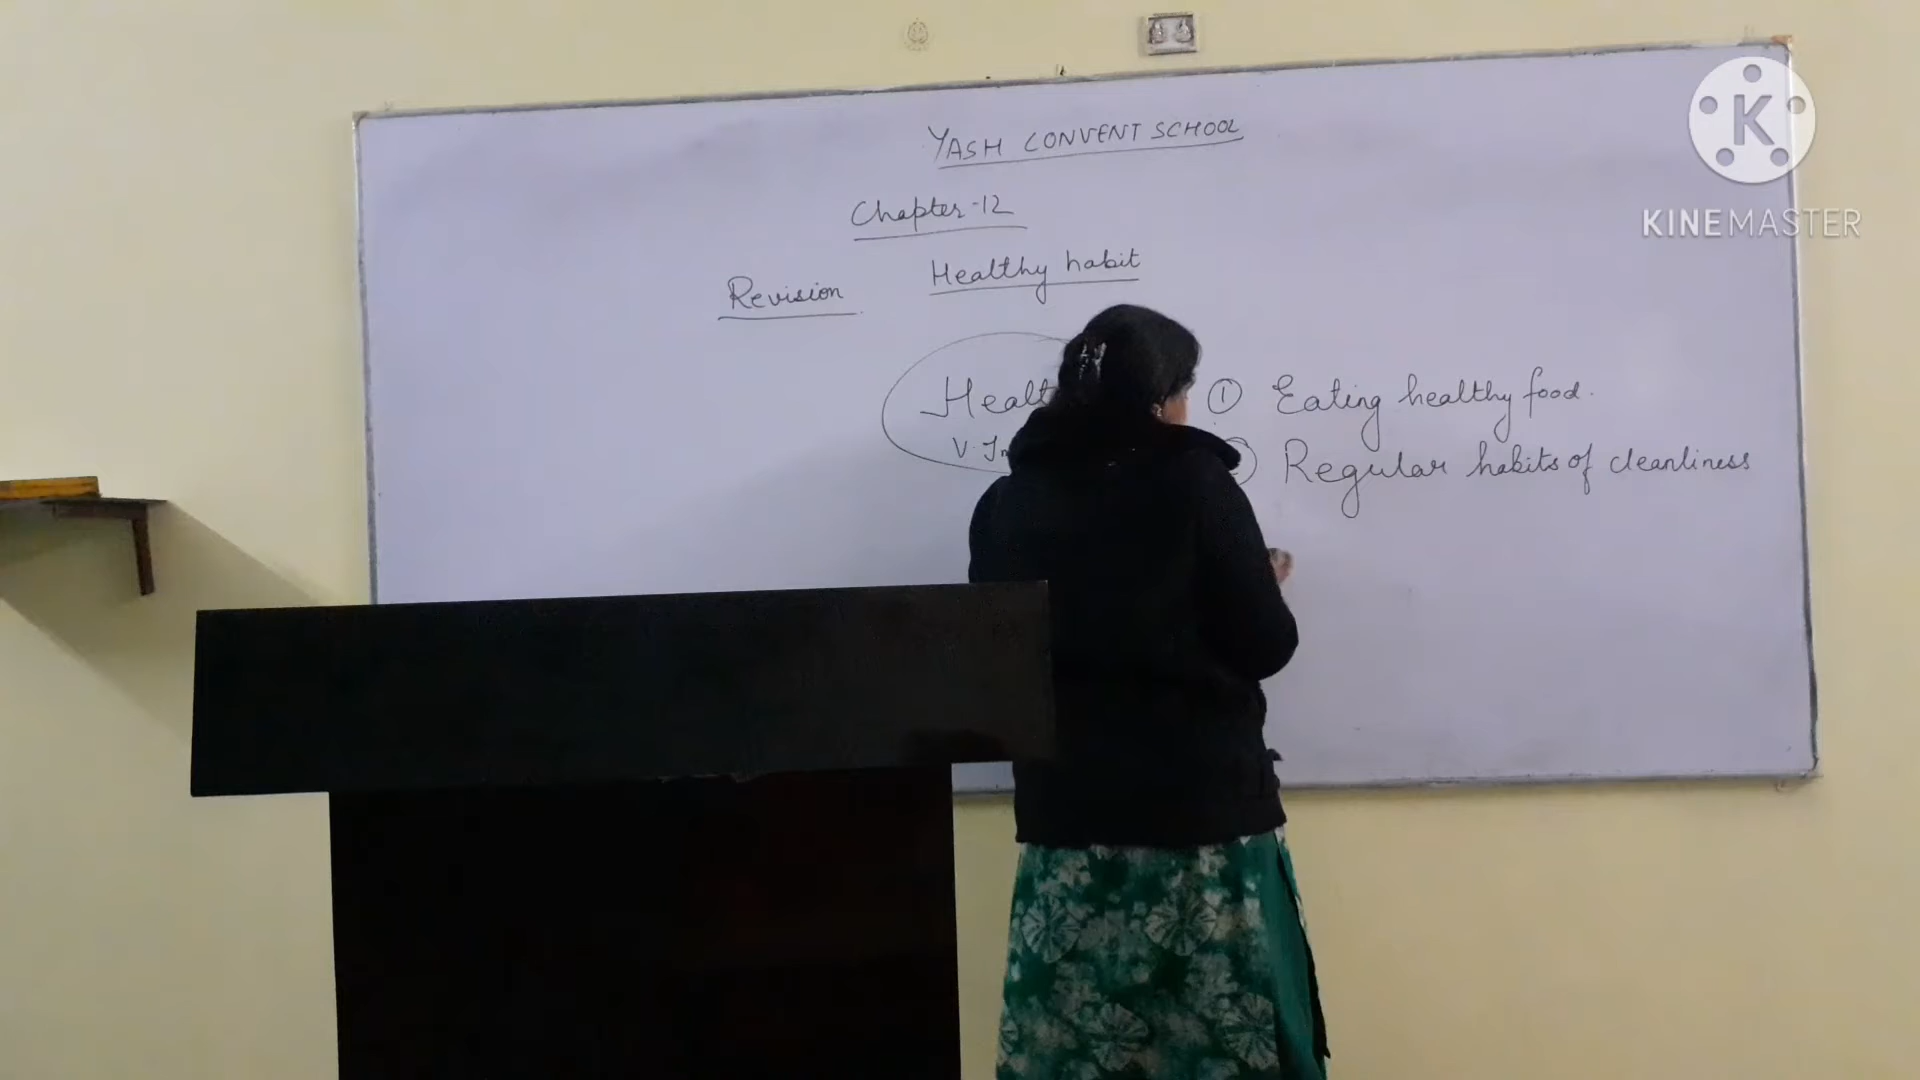 YASH CONVENT SCHOOL
Chapter-12
Healthy habit
Revision
① Eating healthy food.
V.
Regular habits of cleanliness
K
KINEMASTER